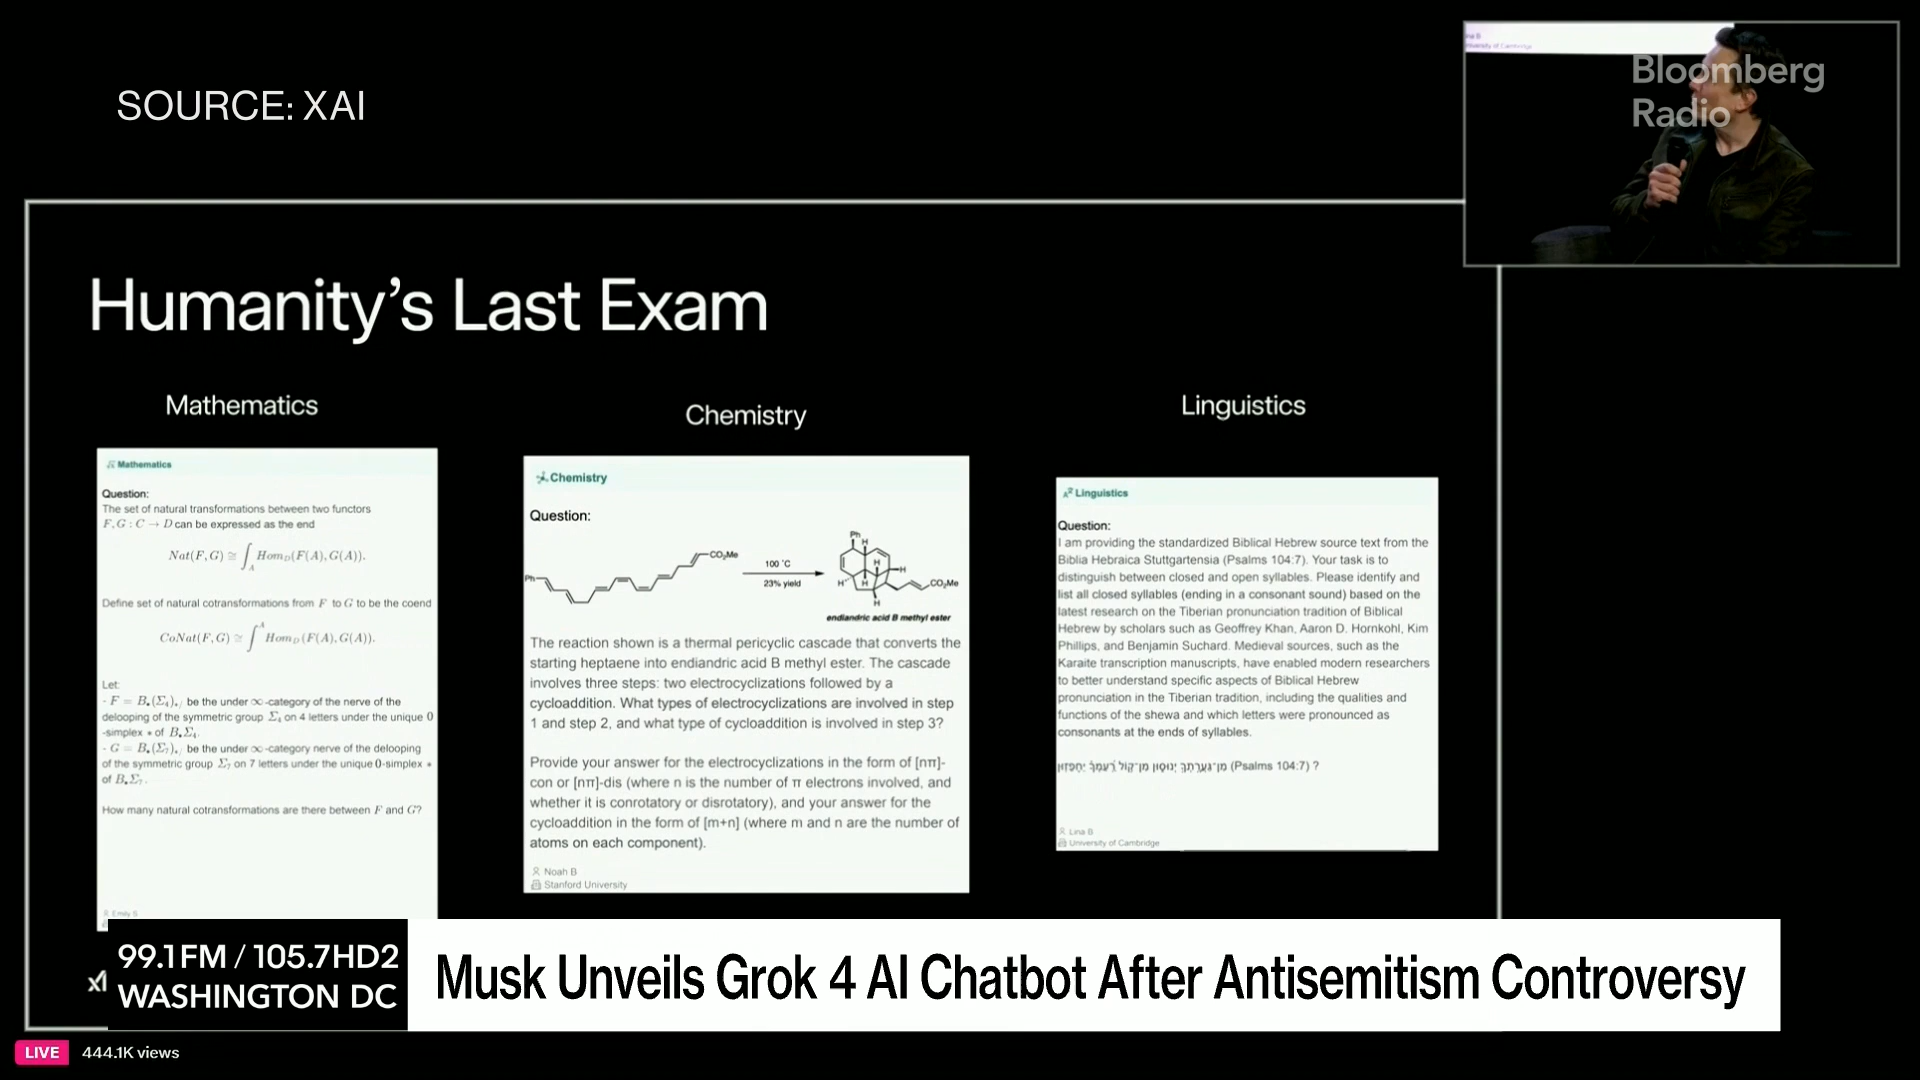 SOURCE: XAI
Bloomberg
Radio
Humanity's Last Exam
Mathematics
Mathematics
Question:
The set of natural transformations between two functors
F, G : C → D can be expressed as the end
Nat(F, G) ≅ ∫_A Hom_D(F(A), G(A)).
Define set of natural cotransformations from F to G to be the coend
CoNat(F, G) ≅ ∫^A Hom_D(F(A), G(A)).
Let:
- F = B•(Σ4)*/ be the under ∞-category of the nerve of the
delooping of the symmetric group Σ4 on 4 letters under the unique 0
-simplex * of B•Σ4.
- G = B•(Σ7)*/ be the under ∞-category nerve of the delooping
of the symmetric group Σ7 on 7 letters under the unique 0-simplex *
of B•Σ7.
How many natural cotransformations are there between F and G?
Emily S
Chemistry
Chemistry
Question:
Ph
CO₂Me
100 °C
23% yield
Ph
H
H
H
H
H
H
CO₂Me
endiandric acid B methyl ester
The reaction shown is a thermal pericyclic cascade that converts the
starting heptaene into endiandric acid B methyl ester. The cascade
involves three steps: two electrocyclizations followed by a
cycloaddition. What types of electrocyclizations are involved in step
1 and step 2, and what type of cycloaddition is involved in step 3?
Provide your answer for the electrocyclizations in the form of [nπ]-
con or [nπ]-dis (where n is the number of π electrons involved, and
whether it is conrotatory or disrotatory), and your answer for the
cycloaddition in the form of [m+n] (where m and n are the number of
atoms on each component).
Noah B
Stanford University
Linguistics
Linguistics
Question:
I am providing the standardized Biblical Hebrew source text from the
Biblia Hebraica Stuttgartensia (Psalms 104:7). Your task is to
distinguish between closed and open syllables. Please identify and
list all closed syllables (ending in a consonant sound) based on the
latest research on the Tiberian pronunciation tradition of Biblical
Hebrew by scholars such as Geoffrey Khan, Aaron D. Hornkohl, Kim
Phillips, and Benjamin Suchard. Medieval sources, such as the
Karaite transcription manuscripts, have enabled modern researchers
to better understand specific aspects of Biblical Hebrew
pronunciation in the Tiberian tradition, including the qualities and
functions of the shewa and which letters were pronounced as
consonants at the ends of syllables.
מִן־גַּעֲרָתְךָ יְנוּסוּן מִן־קוֹל רַעַמְךָ יֵחָפֵזוּן (Psalms 104:7) ?
Lina B
University of Cambridge
xI
99.1FM / 105.7HD2
WASHINGTON DC
Musk Unveils Grok 4 AI Chatbot After Antisemitism Controversy
LIVE 444.1K views